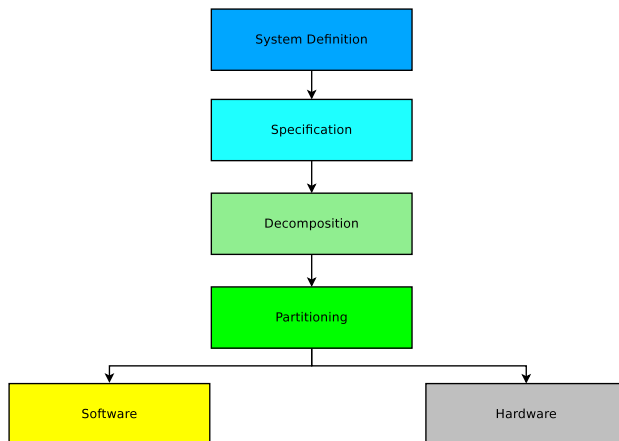 System Definition
Specification
Decomposition
Partitioning
Software
Hardware